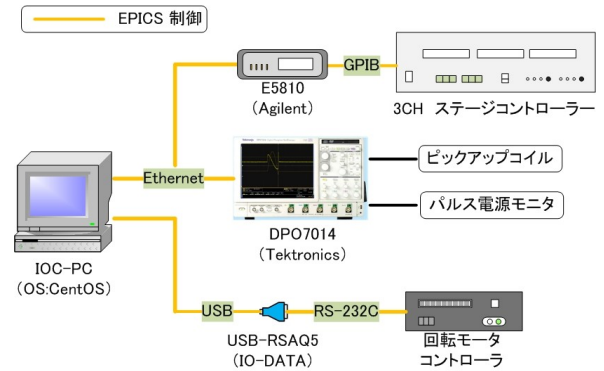 EPICS 制御
E5810
(Agilent)
GPIB
3CH ステージコントローラー
Ethernet
DPO7014
(Tektronics)
ピックアップコイル
パルス電源モニタ
IOC-PC
(OS:CentOS)
USB
USB-RSAQ5
(IO-DATA)
RS-232C
回転モータ
コントローラ